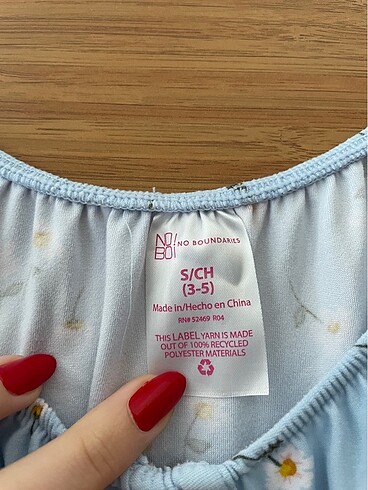 NO!
BO!
NO BOUNDARIES
S/CH
(3-5)
Made in/Hecho en China
RN# 52469 R04
THIS LABEL YARN IS MADE
OUT OF 100% RECYCLED
POLYESTER MATERIALS